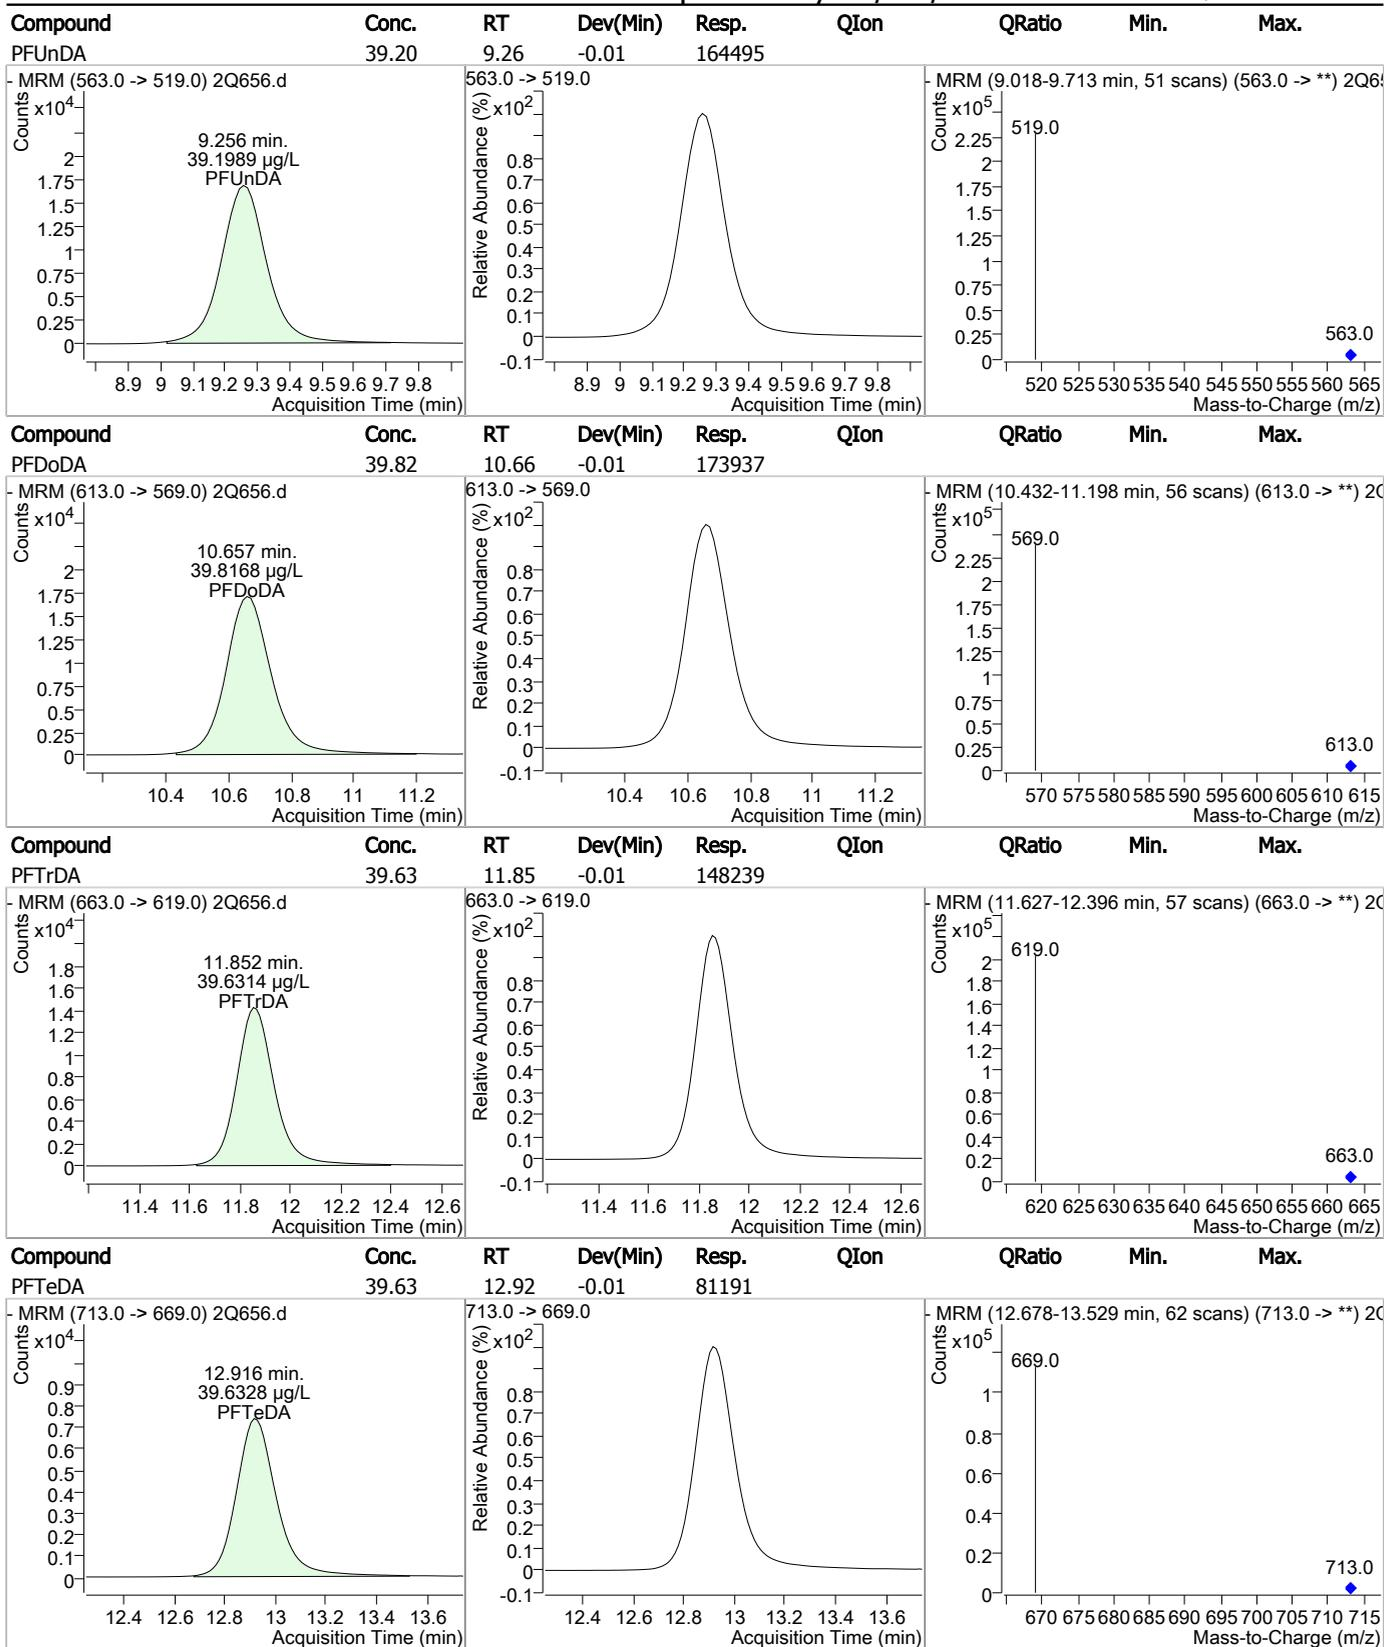 Compound Conc. RT Dev(Min) Resp. QIon QRatio Min. Max.
PFUnDA 39.20 9.26 -0.01 164495
- MRM (563.0 -> 519.0) 2Q656.d
Counts
x10⁴
9.256 min.
39.1989 µg/L
PFUnDA
2
1.75
1.5
1.25
1
0.75
0.5
0.25
0
8.9 9 9.1 9.2 9.3 9.4 9.5 9.6 9.7 9.8
Acquisition Time (min)
563.0 -> 519.0
Relative Abundance (%)
x10²
0.8
0.7
0.6
0.5
0.4
0.3
0.2
0.1
0
-0.1
8.9 9 9.1 9.2 9.3 9.4 9.5 9.6 9.7 9.8
Acquisition Time (min)
- MRM (9.018-9.713 min, 51 scans) (563.0 -> **) 2Q65
Counts
x10⁵
519.0
2.25
2
1.75
1.5
1.25
1
0.75
0.5
0.25
0
563.0
520 525 530 535 540 545 550 555 560 565
Mass-to-Charge (m/z)
Compound Conc. RT Dev(Min) Resp. QIon QRatio Min. Max.
PFDoDA 39.82 10.66 -0.01 173937
- MRM (613.0 -> 569.0) 2Q656.d
Counts
x10⁴
10.657 min.
39.8168 µg/L
PFDoDA
2
1.75
1.5
1.25
1
0.75
0.5
0.25
0
10.4 10.6 10.8 11 11.2
Acquisition Time (min)
613.0 -> 569.0
Relative Abundance (%)
x10²
0.8
0.7
0.6
0.5
0.4
0.3
0.2
0.1
0
-0.1
10.4 10.6 10.8 11 11.2
Acquisition Time (min)
- MRM (10.432-11.198 min, 56 scans) (613.0 -> **) 2Q
Counts
x10⁵
569.0
2.25
2
1.75
1.5
1.25
1
0.75
0.5
0.25
0
613.0
570 575 580 585 590 595 600 605 610 615
Mass-to-Charge (m/z)
Compound Conc. RT Dev(Min) Resp. QIon QRatio Min. Max.
PFTrDA 39.63 11.85 -0.01 148239
- MRM (663.0 -> 619.0) 2Q656.d
Counts
x10⁴
11.852 min.
39.6314 µg/L
PFTrDA
1.8
1.6
1.4
1.2
1
0.8
0.6
0.4
0.2
0
11.4 11.6 11.8 12 12.2 12.4 12.6
Acquisition Time (min)
663.0 -> 619.0
Relative Abundance (%)
x10²
0.8
0.7
0.6
0.5
0.4
0.3
0.2
0.1
0
-0.1
11.4 11.6 11.8 12 12.2 12.4 12.6
Acquisition Time (min)
- MRM (11.627-12.396 min, 57 scans) (663.0 -> **) 2Q
Counts
x10⁵
619.0
2
1.8
1.6
1.4
1.2
1
0.8
0.6
0.4
0.2
0
663.0
620 625 630 635 640 645 650 655 660 665
Mass-to-Charge (m/z)
Compound Conc. RT Dev(Min) Resp. QIon QRatio Min. Max.
PFTeDA 39.63 12.92 -0.01 81191
- MRM (713.0 -> 669.0) 2Q656.d
Counts
x10⁴
12.916 min.
39.6328 µg/L
PFTeDA
0.9
0.8
0.7
0.6
0.5
0.4
0.3
0.2
0.1
0
12.4 12.6 12.8 13 13.2 13.4 13.6
Acquisition Time (min)
713.0 -> 669.0
Relative Abundance (%)
x10²
0.8
0.7
0.6
0.5
0.4
0.3
0.2
0.1
0
-0.1
12.4 12.6 12.8 13 13.2 13.4 13.6
Acquisition Time (min)
- MRM (12.678-13.529 min, 62 scans) (713.0 -> **) 2Q
Counts
x10⁵
669.0
1
0.8
0.6
0.4
0.2
0
713.0
670 675 680 685 690 695 700 705 710 715
Mass-to-Charge (m/z)